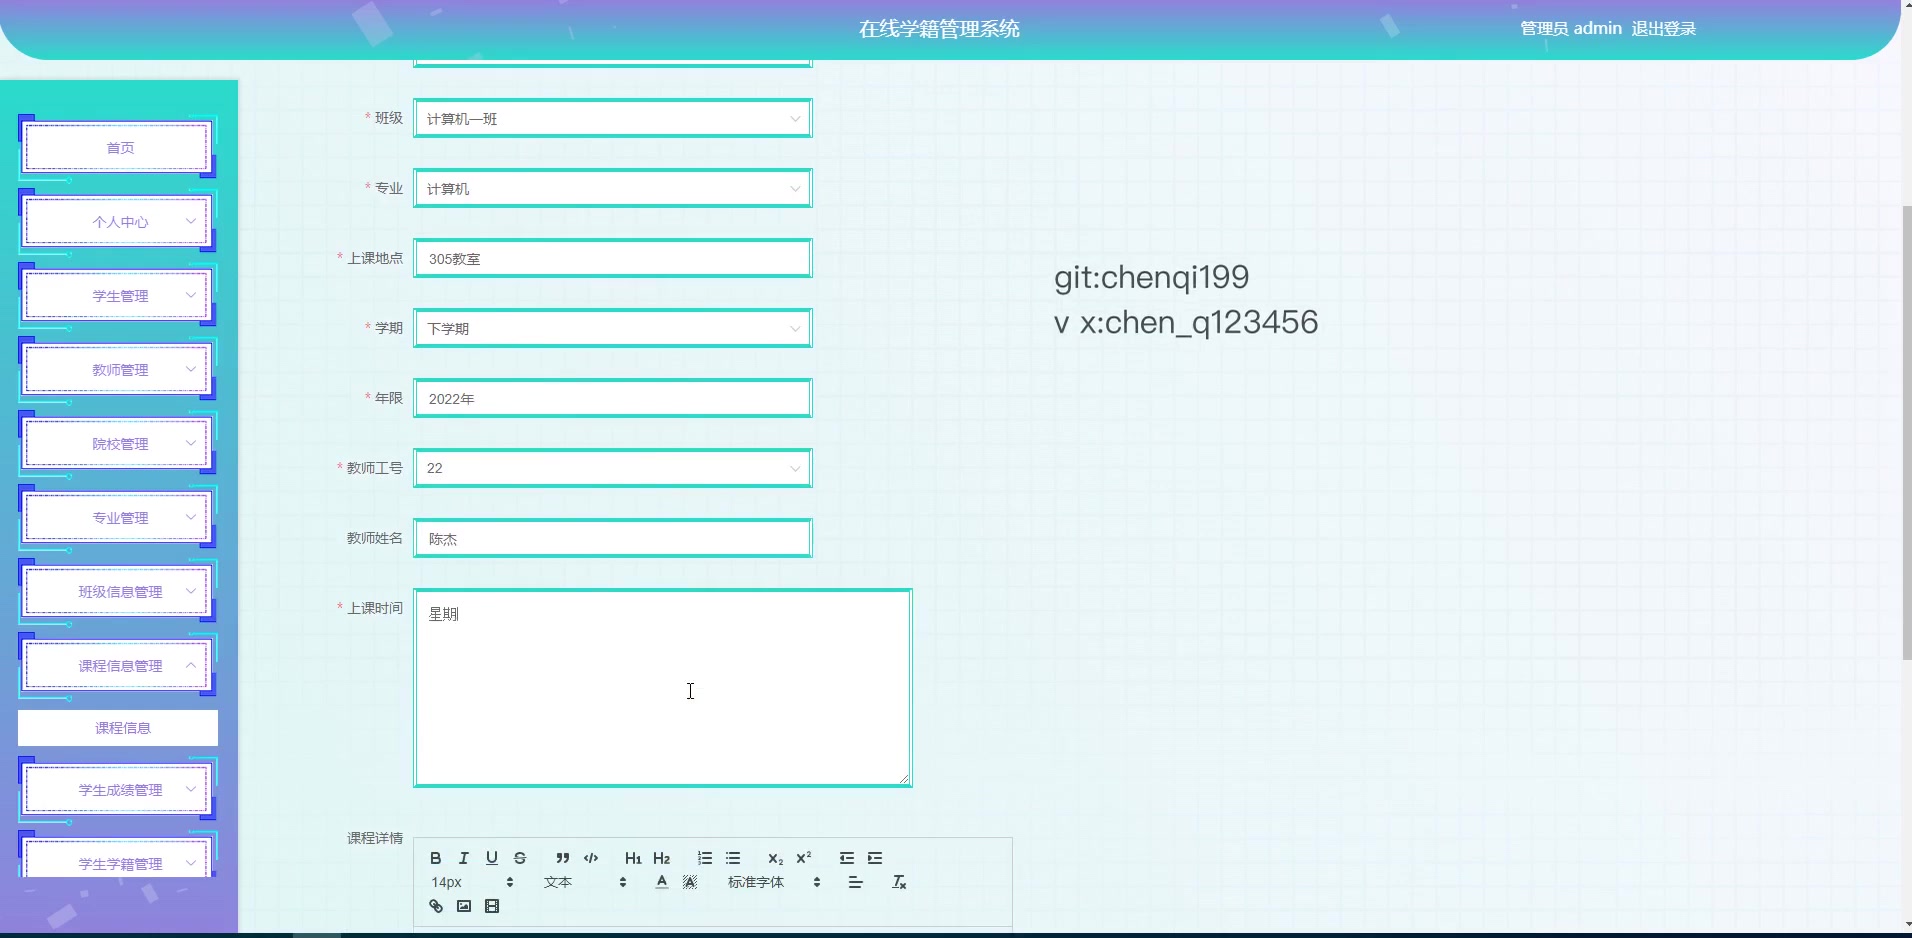 在线学籍管理系统
管理员 admin 退出登录
首页
个人中心
学生管理
教师管理
院校管理
专业管理
班级信息管理
课程信息管理
课程信息
学生成绩管理
学生学籍管理
* 班级 计算机一班
* 专业 计算机
* 上课地点 305教室
* 学期 下学期
* 年限 2022年
* 教师工号 22
教师姓名 陈杰
* 上课时间 星期
课程详情
B I U S H1 H2 x2 x2
14px 文本 A A 标准字体 Tx
git:chenqi199
v x:chen_q123456